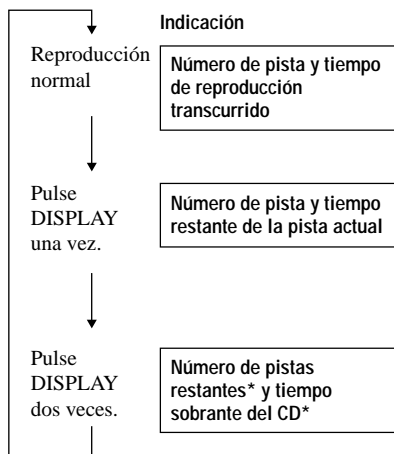 Indicación
Reproducción
normal
Número de pista y tiempo
de reproducción
transcurrido
Pulse
DISPLAY
una vez.
Número de pista y tiempo
restante de la pista actual
Pulse
DISPLAY
dos veces.
Número de pistas
restantes* y tiempo
sobrante del CD*